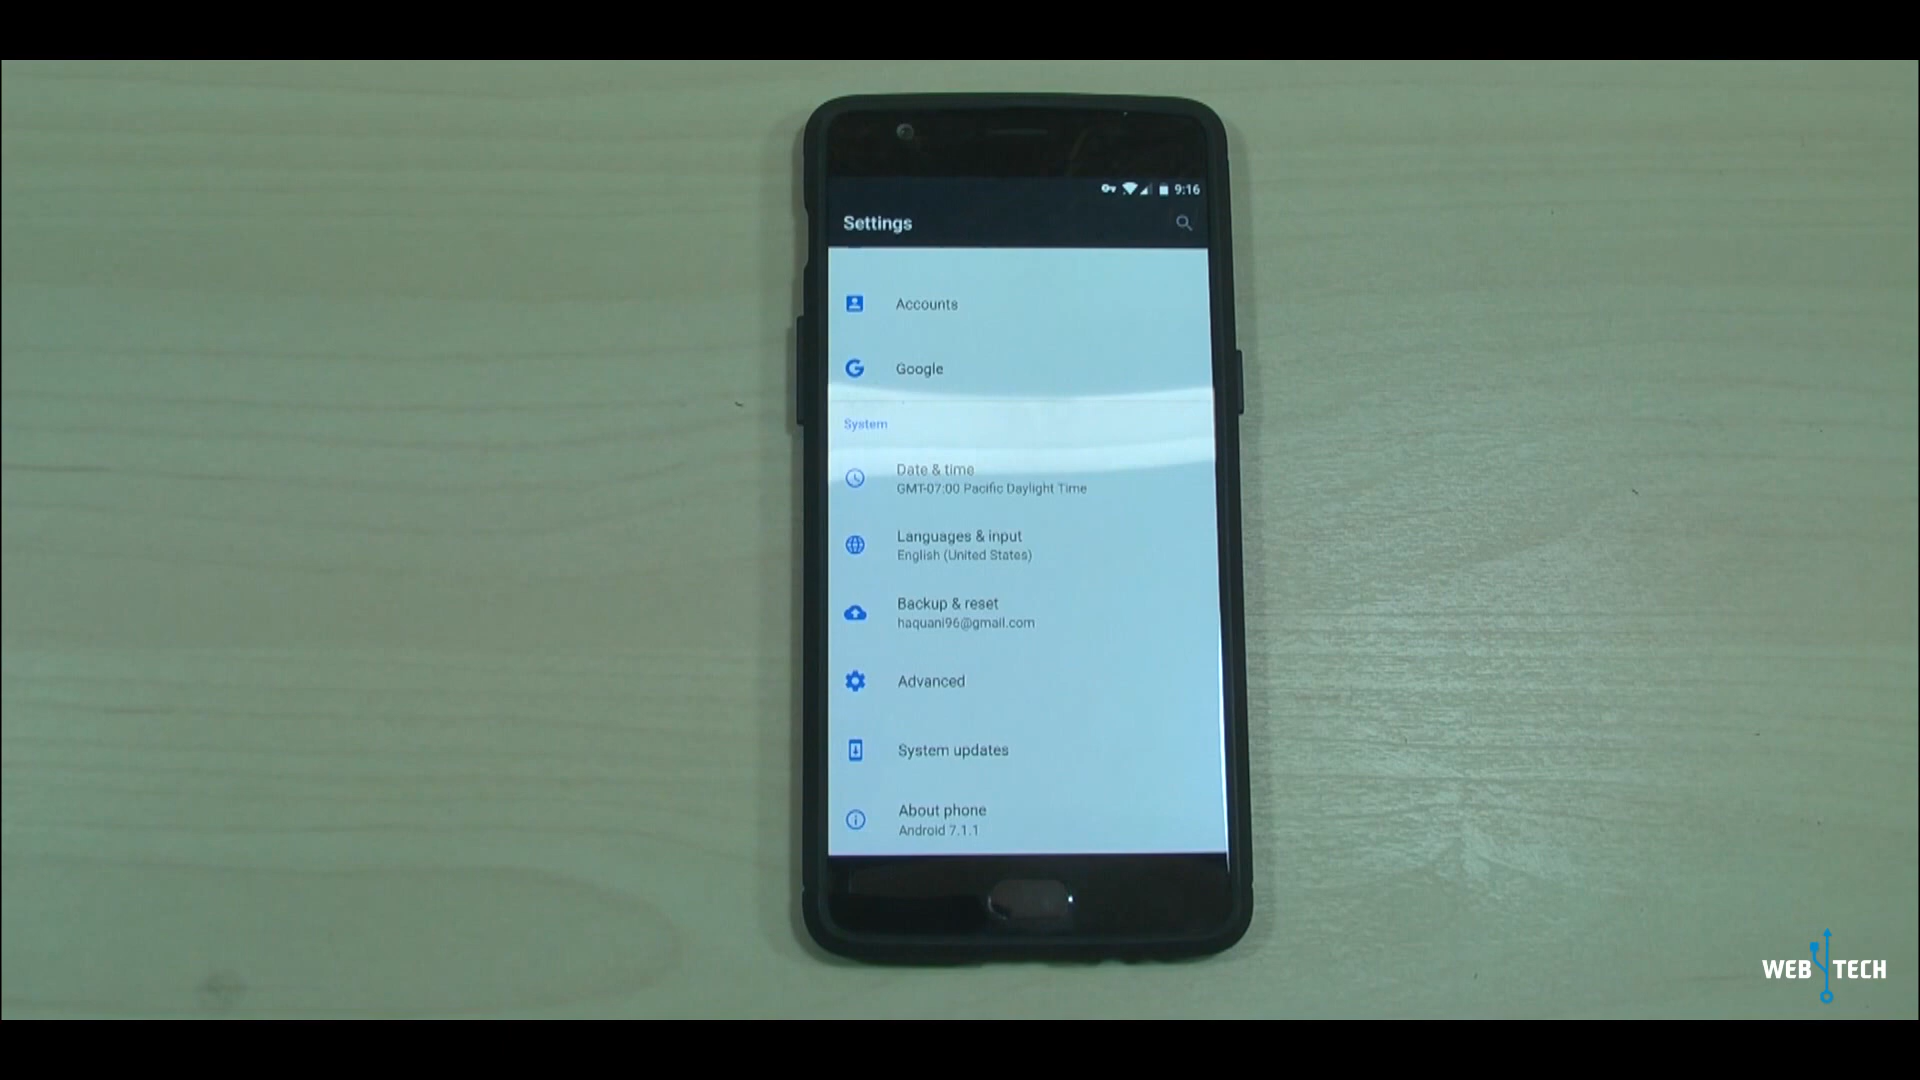 9:16
Settings
Accounts
Google
System
Date & time
GMT-07:00 Pacific Daylight Time
Languages & input
English (United States)
Backup & reset
haquani96@gmail.com
Advanced
System updates
About phone
Android 7.1.1
WEB TECH